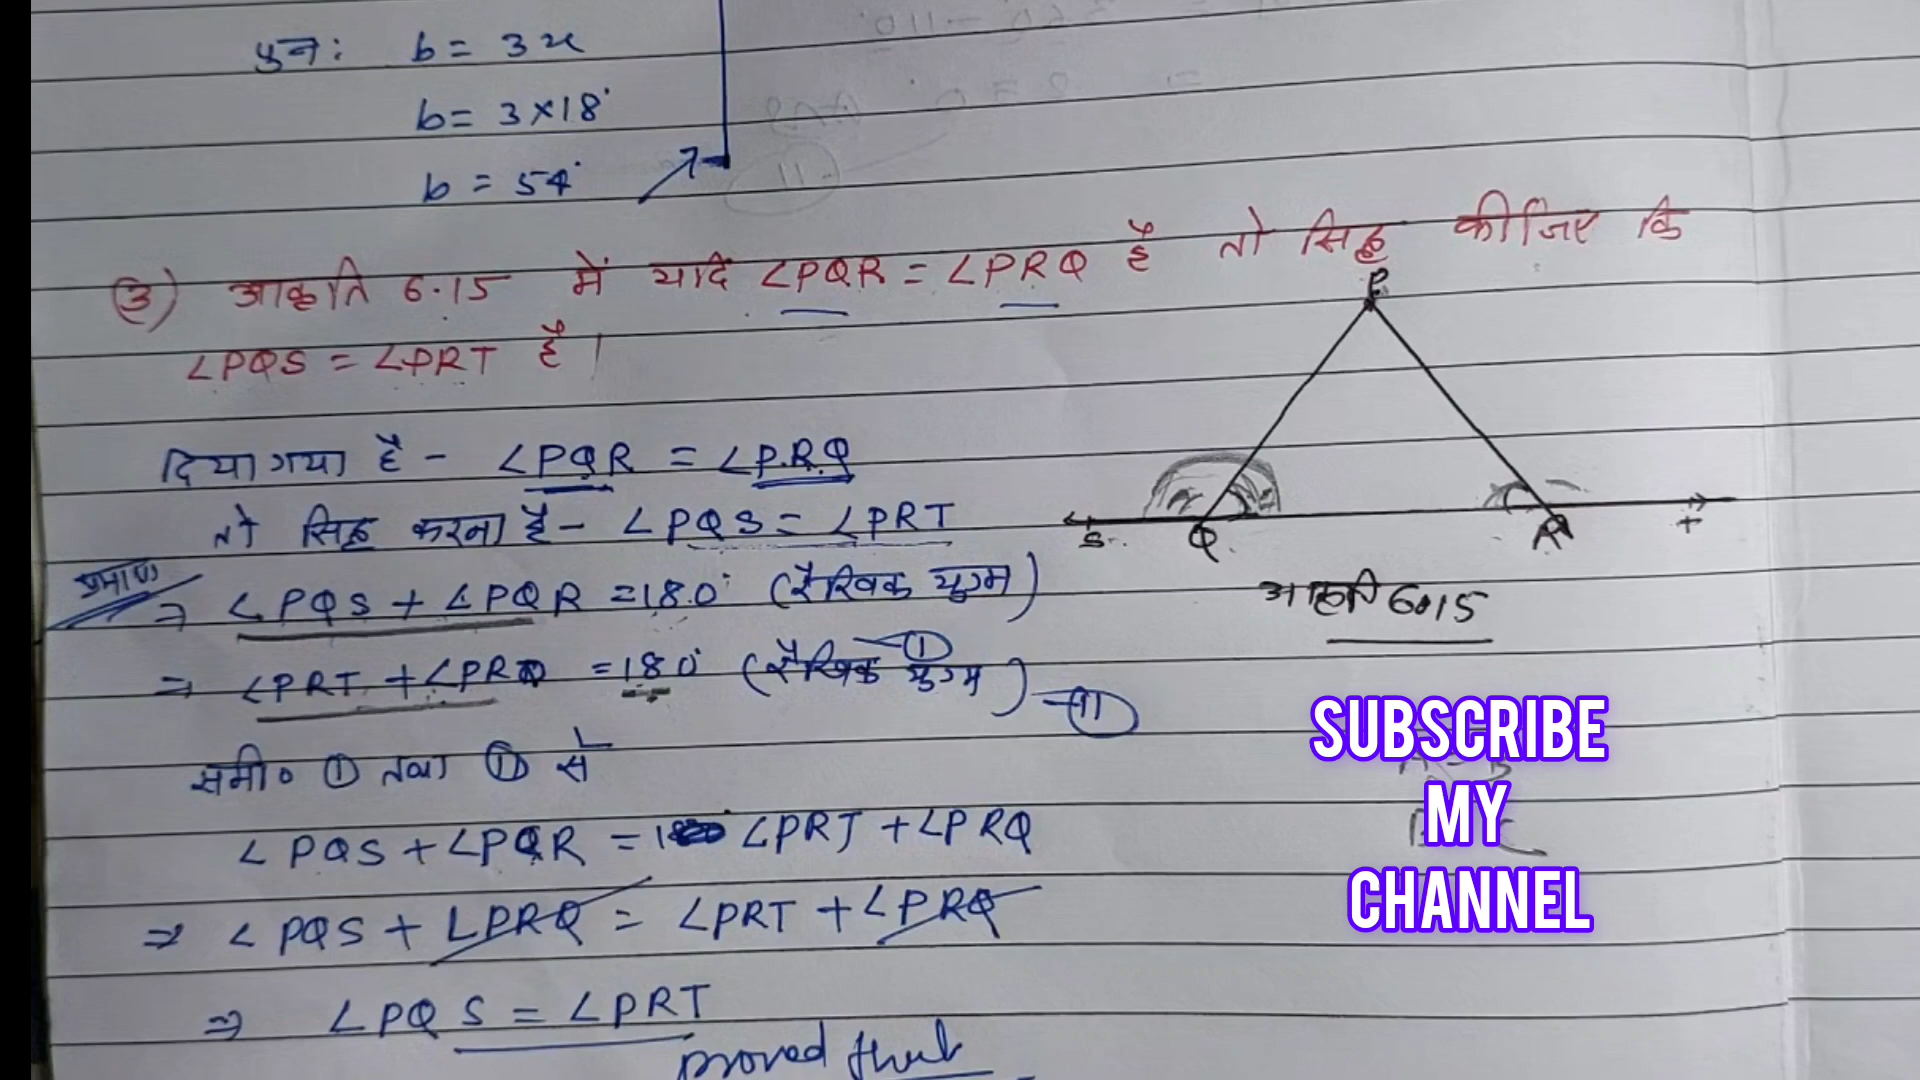 पुनः b = 3x
b = 3×18°
b = 54°
③) आकृति 6.15 में यदि ∠PQR = ∠PRQ है तो सिद्ध कीजिए कि
∠PQS = ∠PRT है।
P
दिया गया है - ∠PQR = ∠PRQ
तो सिद्ध करना है - ∠PQS = ∠PRT
S Q R T
आकृति 6.15
प्रमाण
⇒ ∠PQS + ∠PQR = 180° (रैखिक युग्म) —①
⇒ ∠PRT + ∠PRQ = 180° (रैखिक युग्म) —⑪
समी० ① तथा ⑪ से
∠PQS + ∠PQR = ∠PRT + ∠PRQ
⇒ ∠PQS + ∠PRQ = ∠PRT + ∠PRQ
⇒ ∠PQS = ∠PRT
proved that
SUBSCRIBE
MY
CHANNEL